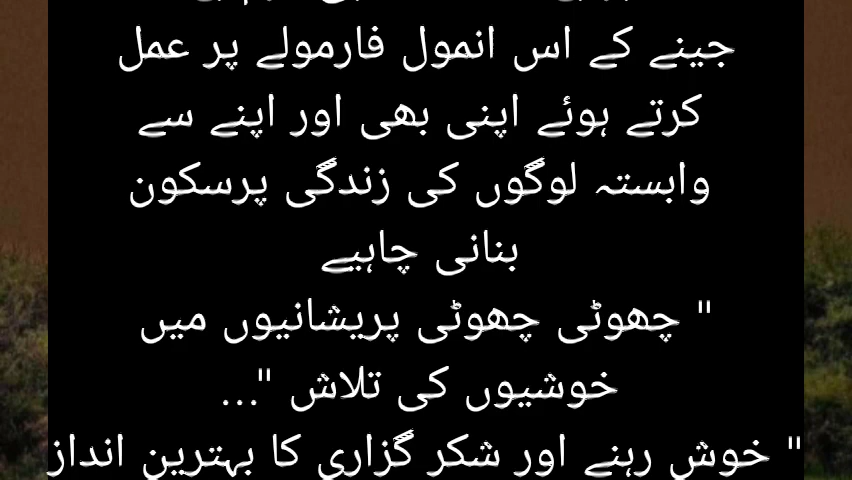 جینے کے اس انمول فارمولے پر عمل
کرتے ہوئے اپنی بھی اور اپنے سے
وابستہ لوگوں کی زندگی پرسکون
بنانی چاہیے
" چھوٹی چھوٹی پریشانیوں میں
خوشیوں کی تلاش "...
" خوش رہنے اور شکر گزاری کا بہترین انداز